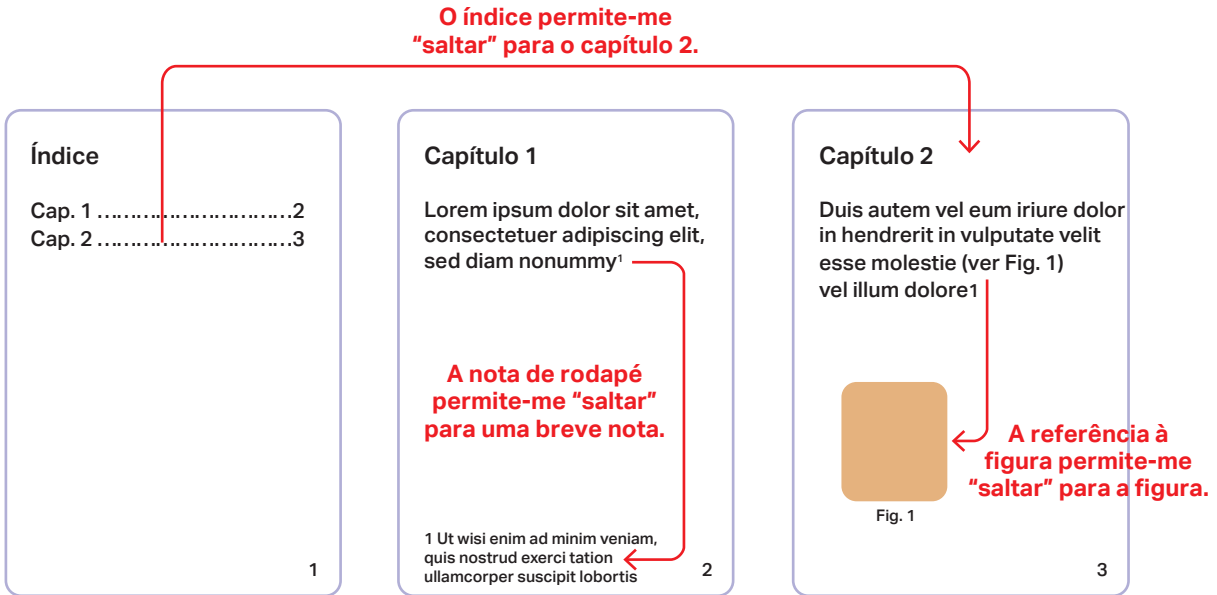 O índice permite-me
“saltar” para o capítulo 2.
Índice
Cap. 1 ..............................2
Cap. 2 ..............................3
1
Capítulo 1
Lorem ipsum dolor sit amet,
consectetuer adipiscing elit,
sed diam nonummy¹
A nota de rodapé
permite-me “saltar”
para uma breve nota.
1 Ut wisi enim ad minim veniam,
quis nostrud exerci tation
ullamcorper suscipit lobortis
2
Capítulo 2
Duis autem vel eum iriure dolor
in hendrerit in vulputate velit
esse molestie (ver Fig. 1)
vel illum dolore1
A referência à
figura permite-me
“saltar” para a figura.
Fig. 1
3